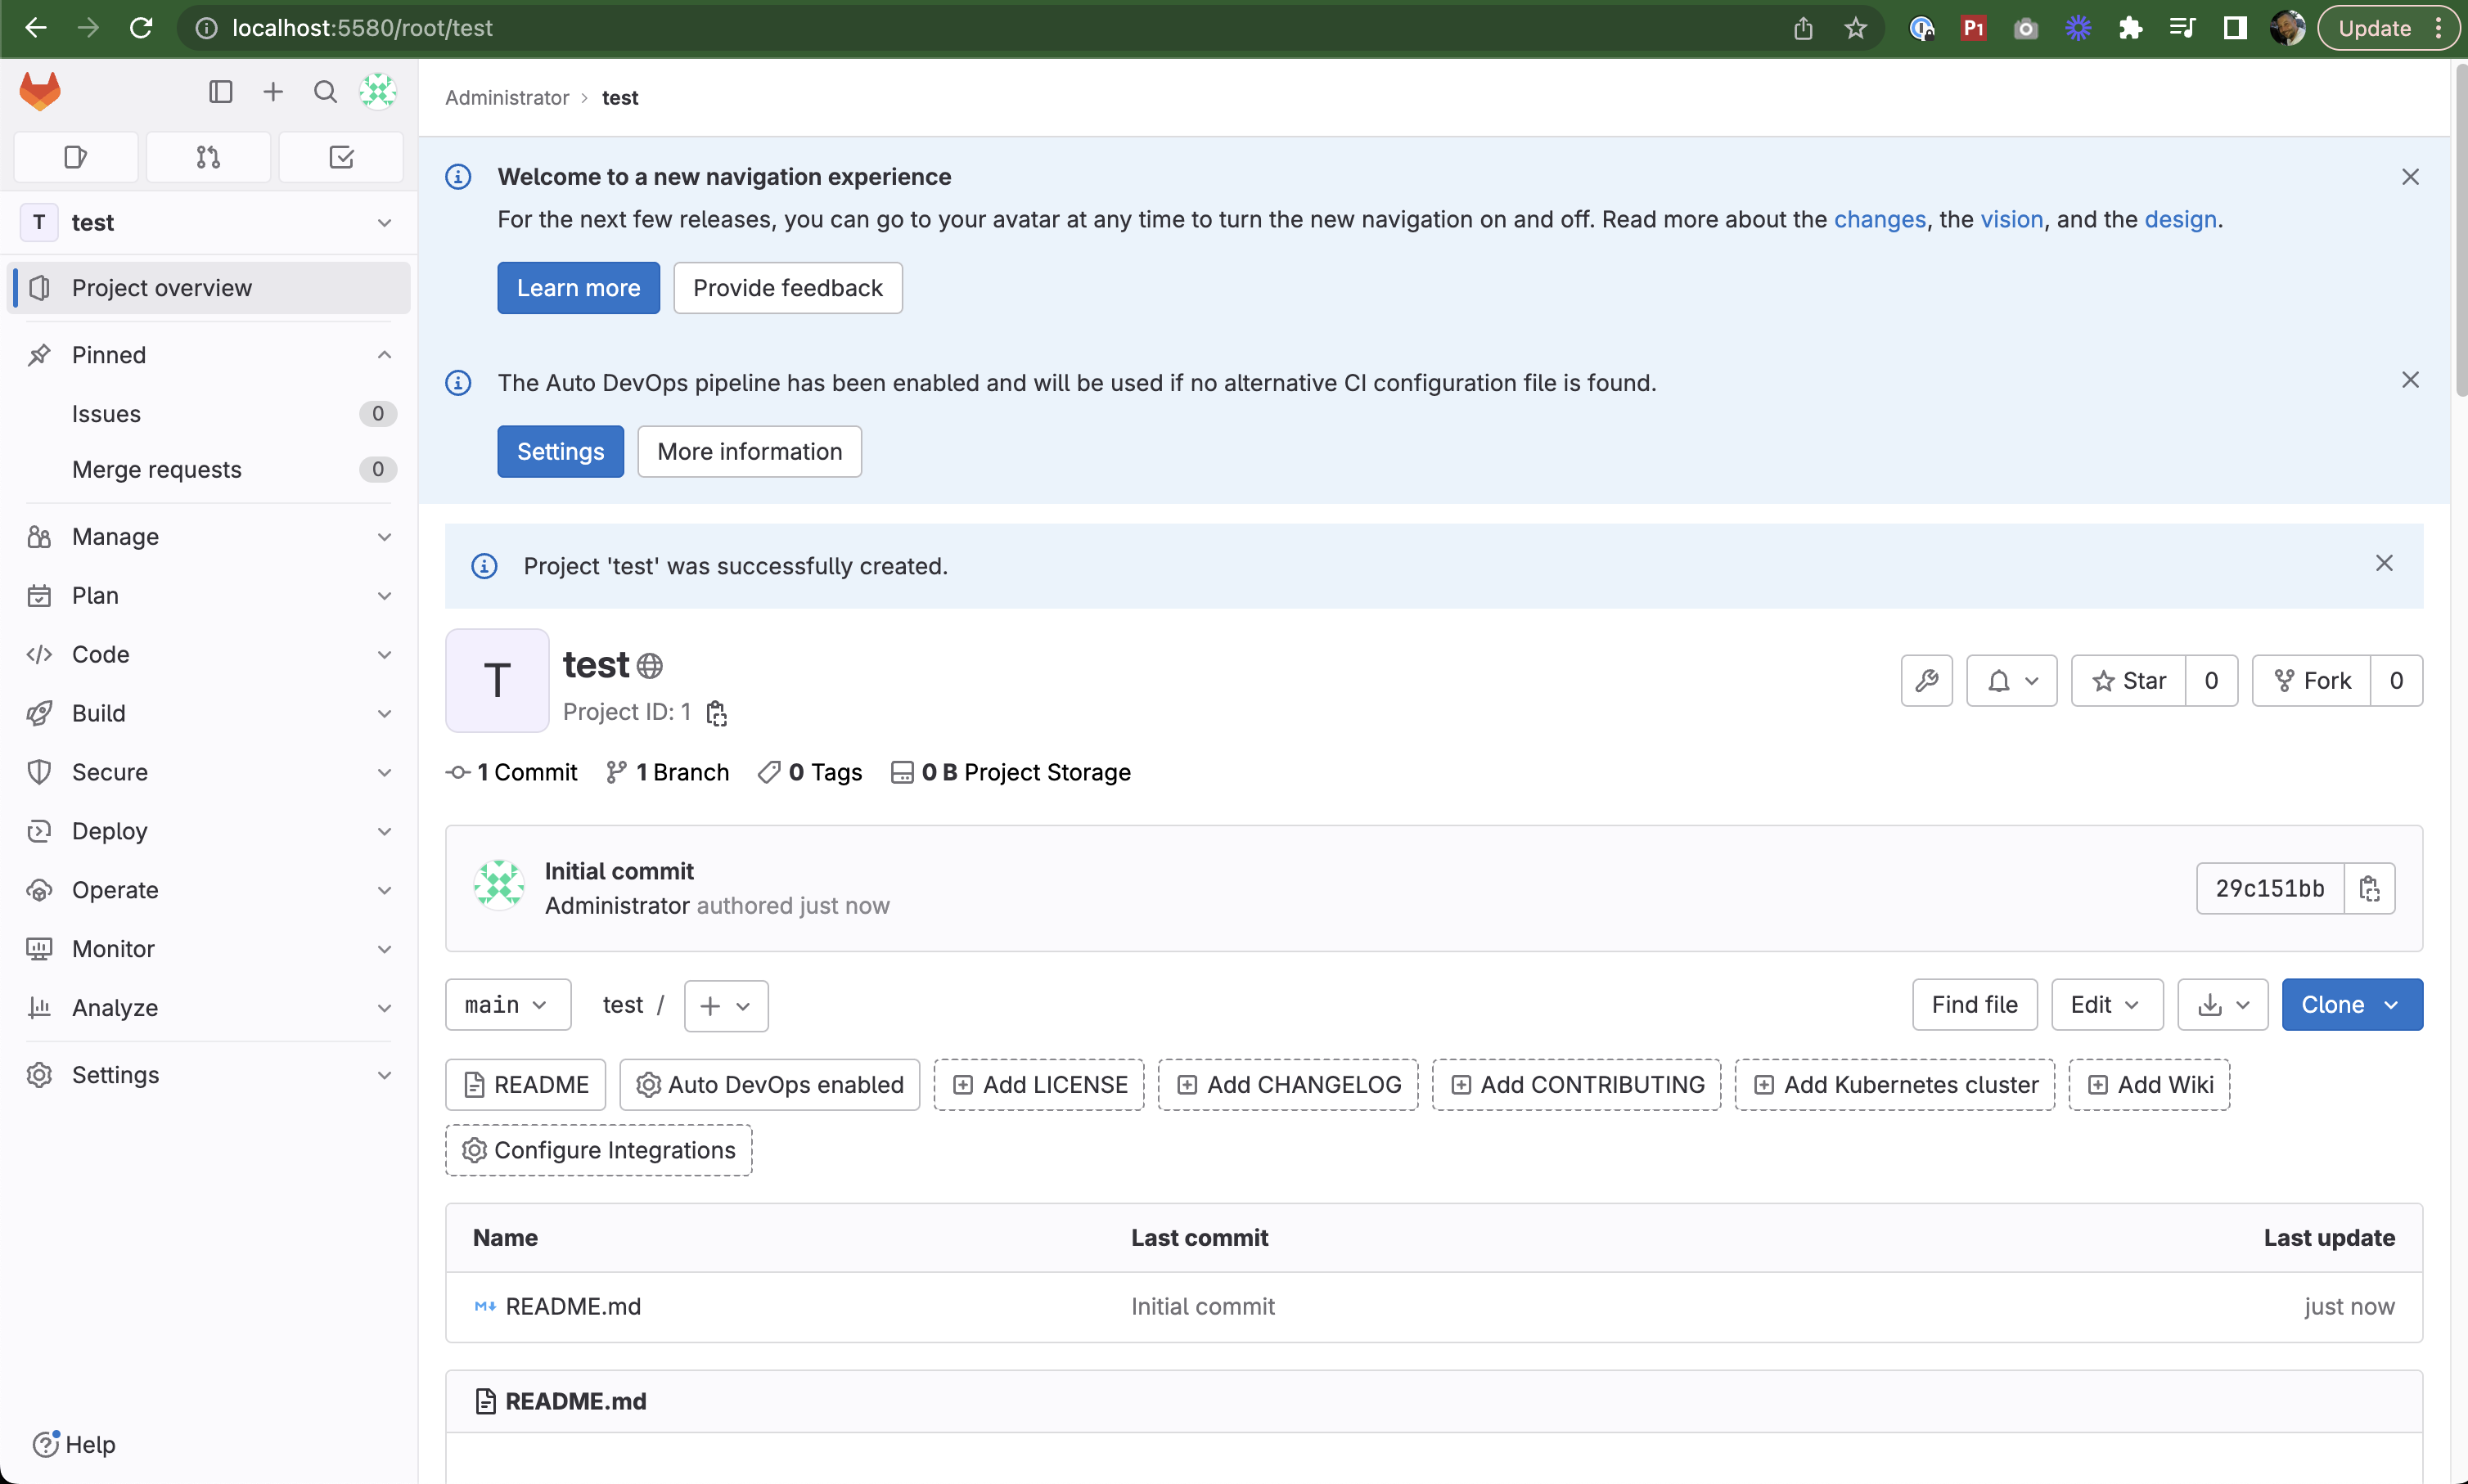 localhost:5580/root/test
P1
Update
Administrator › test
T test
Project overview
Pinned
Issues 0
Merge requests 0
Manage
Plan
Code
Build
Secure
Deploy
Operate
Monitor
Analyze
Settings
Help
Welcome to a new navigation experience
For the next few releases, you can go to your avatar at any time to turn the new navigation on and off. Read more about the changes, the vision, and the design.
Learn more Provide feedback
The Auto DevOps pipeline has been enabled and will be used if no alternative CI configuration file is found.
Settings More information
Project 'test' was successfully created.
T
test
Project ID: 1
Star 0 Fork 0
1 Commit 1 Branch 0 Tags 0 B Project Storage
Initial commit
Administrator authored just now
29c151bb
main test / Find file Edit Clone
README Auto DevOps enabled Add LICENSE Add CHANGELOG Add CONTRIBUTING Add Kubernetes cluster Add Wiki
Configure Integrations
Name Last commit Last update
README.md Initial commit just now
README.md